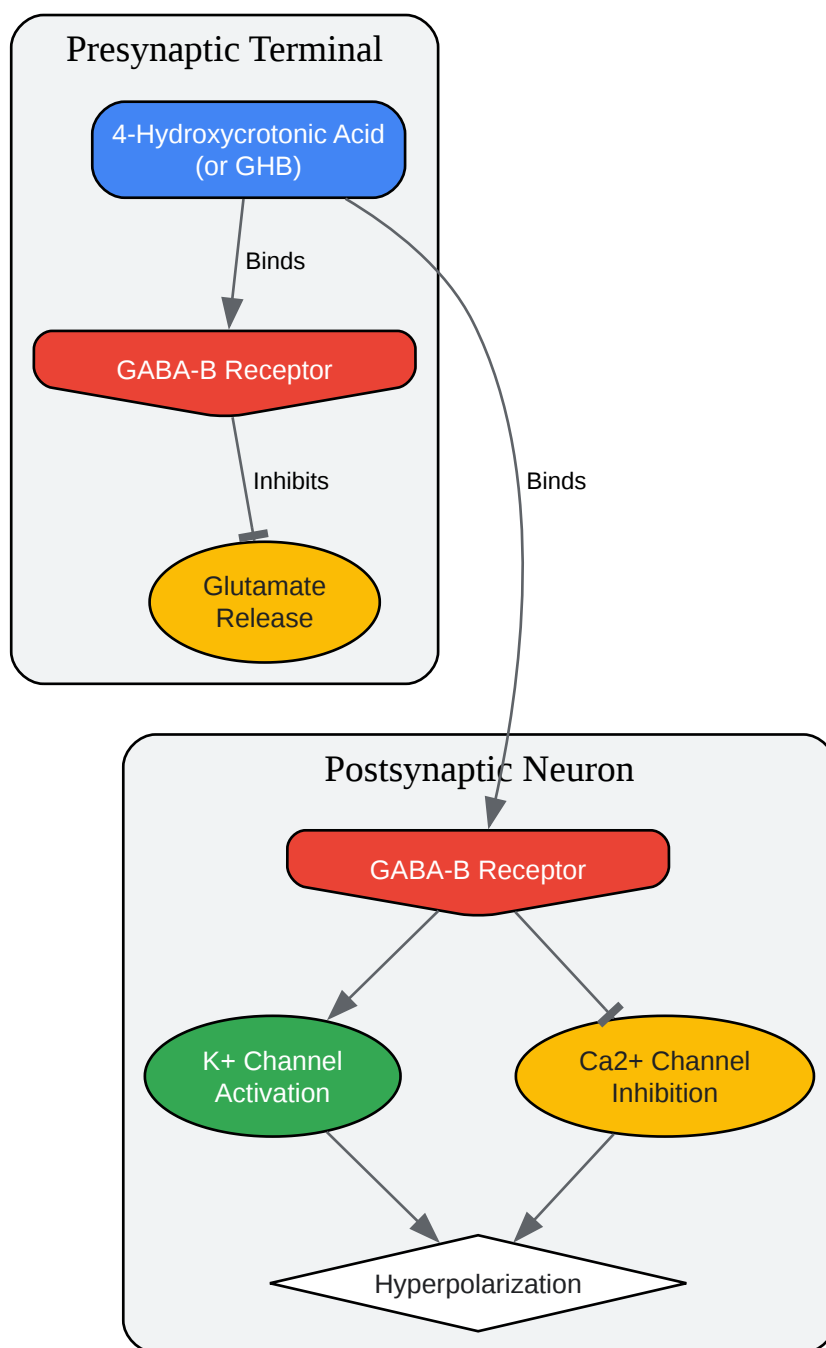 Presynaptic Terminal
4-Hydroxycrotonic Acid
(or GHB)
Binds
GABA-B Receptor
Inhibits
Binds
Glutamate
Release
Postsynaptic Neuron
GABA-B Receptor
K+ Channel
Activation
Ca2+ Channel
Inhibition
Hyperpolarization